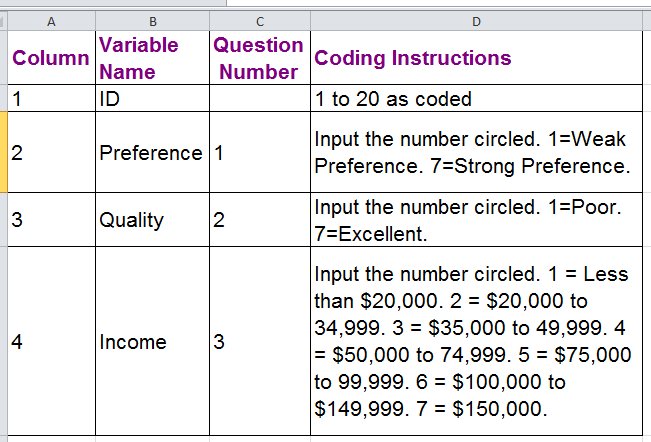 A B C D
Column Variable Name Question Number Coding Instructions
1 ID 1 to 20 as coded
2 Preference 1 Input the number circled. 1=Weak
Preference. 7=Strong Preference.
3 Quality 2 Input the number circled. 1=Poor.
7=Excellent.
4 Income 3 Input the number circled. 1 = Less
than $20,000. 2 = $20,000 to
34,999. 3 = $35,000 to 49,999. 4
= $50,000 to 74,999. 5 = $75,000
to 99,999. 6 = $100,000 to
$149,999. 7 = $150,000.